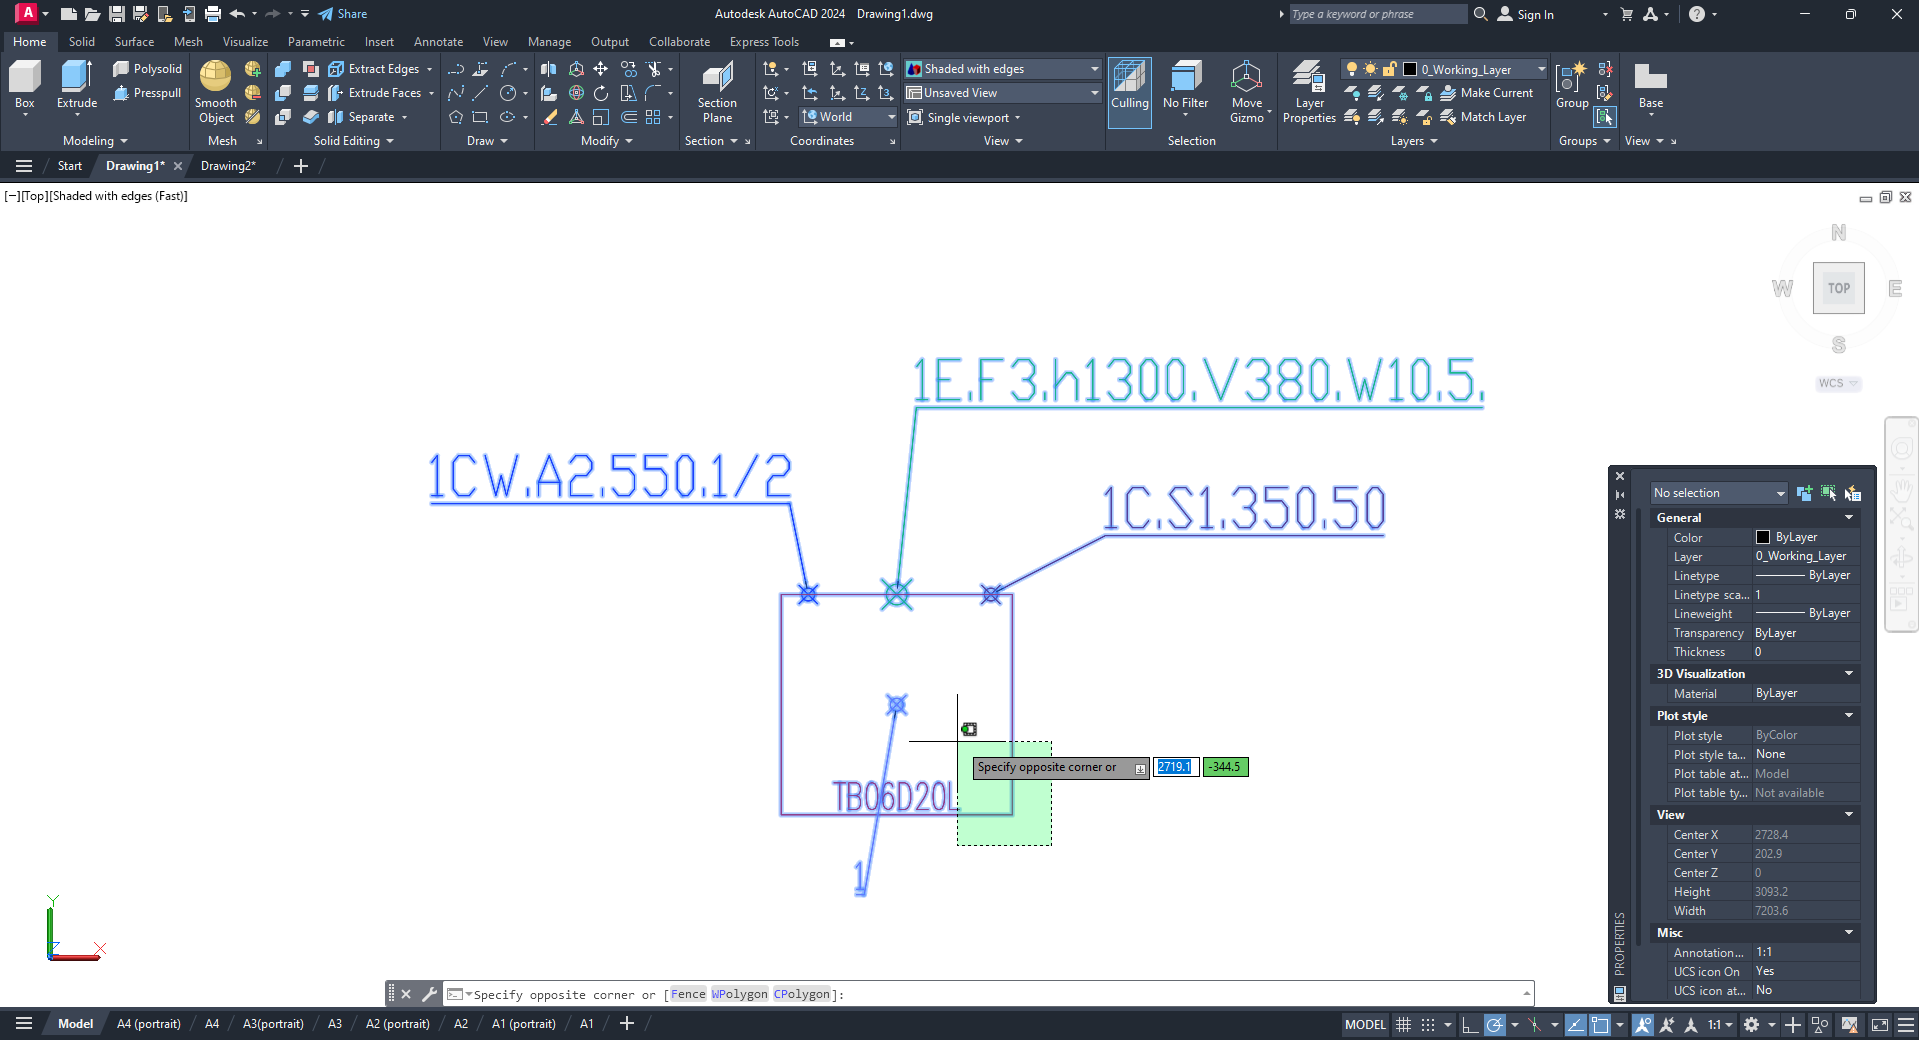 Share
Autodesk AutoCAD 2024 Drawing1.dwg
Type a keyword or phrase
Sign In
Home Solid Surface Mesh Visualize Parametric Insert Annotate View Manage Output Collaborate Express Tools
Box
Extrude
Polysolid
Presspull
Modeling
Smooth Object
Mesh
Extract Edges
Extrude Faces
Separate
Solid Editing
Draw
Modify
Section Plane
Section
World
Coordinates
Shaded with edges
Unsaved View
Single viewport
View
Culling
No Filter
Move Gizmo
Selection
Layer Properties
0_Working_Layer
Make Current
Match Layer
Layers
Group
Groups
Base
View
Start Drawing1* Drawing2*
[−][Top][Shaded with edges (Fast)]
N
W TOP E
S
WCS
1E.F3.h1300.V380.W10.5.
1CW.A2.550.1/2
1C.S1.350.50
Specify opposite corner or 2719.1 -344.5
TB06D20L
1
Y
X
No selection
General
Color ByLayer
Layer 0_Working_Layer
Linetype ByLayer
Linetype sca... 1
Lineweight ByLayer
Transparency ByLayer
Thickness 0
3D Visualization
Material ByLayer
Plot style
Plot style ByColor
Plot style ta... None
Plot table at... Model
Plot table ty... Not available
View
Center X 2728.4
Center Y 202.9
Center Z 0
Height 3093.2
Width 7203.6
Misc
Annotation... 1:1
UCS icon On Yes
UCS icon at... No
PROPERTIES
Specify opposite corner or [Fence WPolygon CPolygon]:
Model A4 (portrait) A4 A3(portrait) A3 A2 (portrait) A2 A1 (portrait) A1
MODEL 1:1